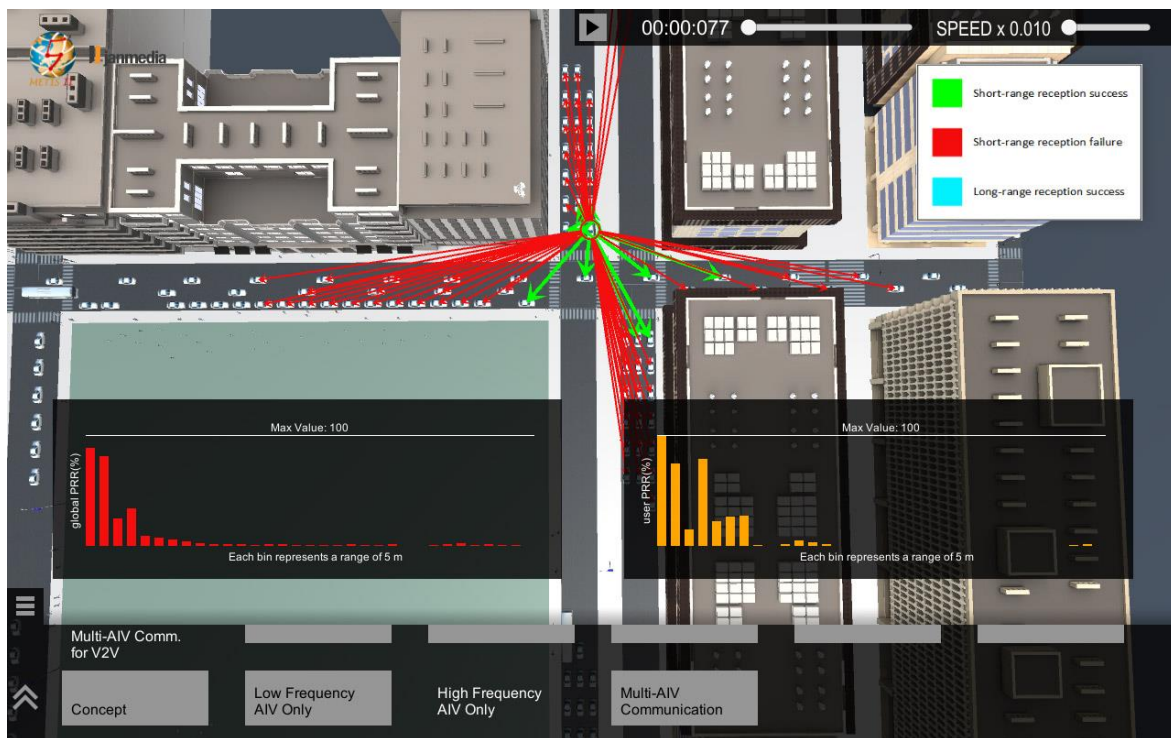 00:00:077
SPEED x 0.010
METIS II
janmedia
Short-range reception success
Short-range reception failure
Long-range reception success
Max Value: 100
global PRR(%)
Each bin represents a range of 5 m
Max Value: 100
user PRR(%)
Each bin represents a range of 5 m
Multi-AIV Comm.
for V2V
Concept
Low Frequency
AIV Only
High Frequency
AIV Only
Multi-AIV
Communication